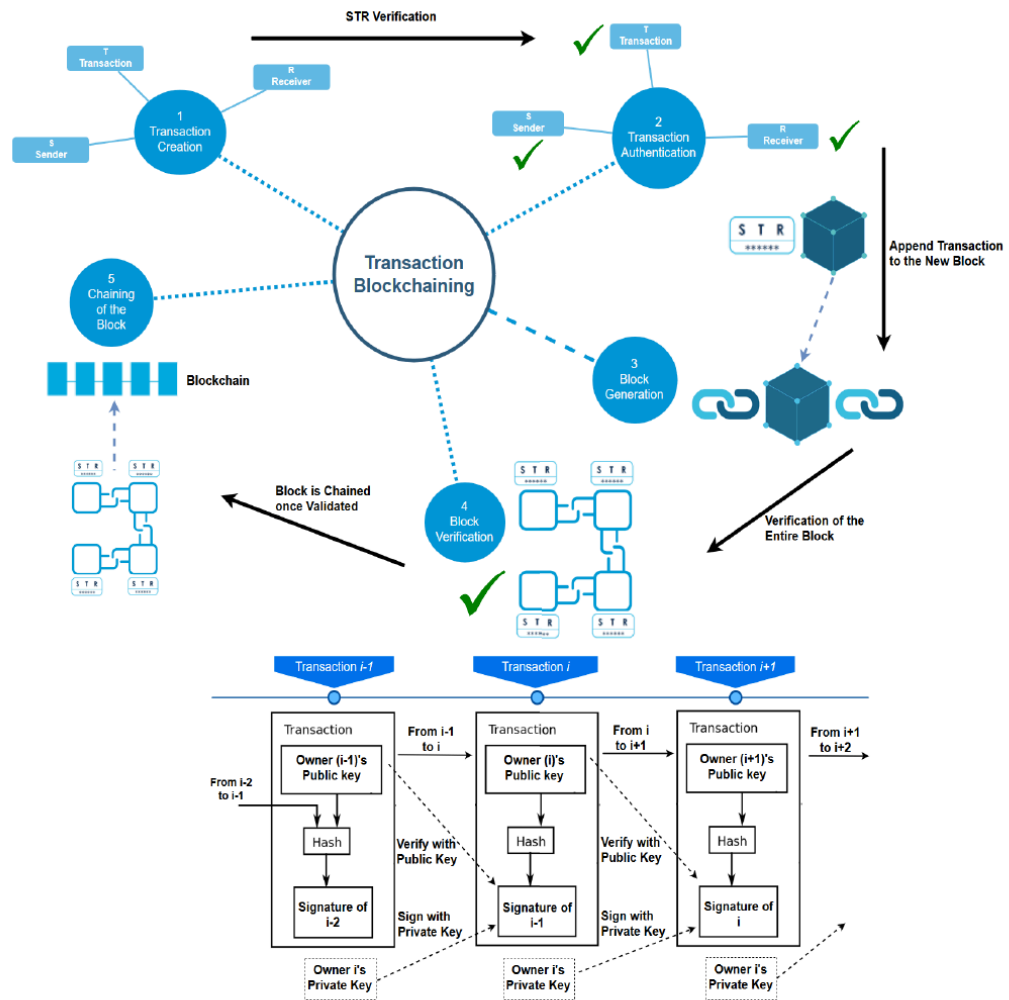 STR Verification
T
Transaction
R
Receiver
S
Sender
1
Transaction
Creation
T
Transaction
S
Sender
R
Receiver
2
Transaction
Authentication
S T R
******
Append Transaction
to the New Block
Transaction
Blockchaining
5
Chaining
of the
Block
Blockchain
3
Block
Generation
S T R
******
S T R
******
S T R
******
S T R
******
Block is Chained
once Validated
4
Block
Verification
S T R
******
S T R
******
S T R
******
S T R
******
Verification of the
Entire Block
Transaction i-1
Transaction i
Transaction i+1
Transaction
Owner (i-1)'s
Public key
From i-2
to i-1
Hash
Signature of
i-2
From i-1
to i
Verify with
Public Key
Sign with
Private Key
Owner i's
Private Key
Transaction
Owner (i)'s
Public key
Hash
Signature of
i-1
From i
to i+1
Verify with
Public Key
Sign with
Private Key
Owner i's
Private Key
Transaction
Owner (i+1)'s
Public key
Hash
Signature of
i
From i+1
to i+2
Owner i's
Private Key